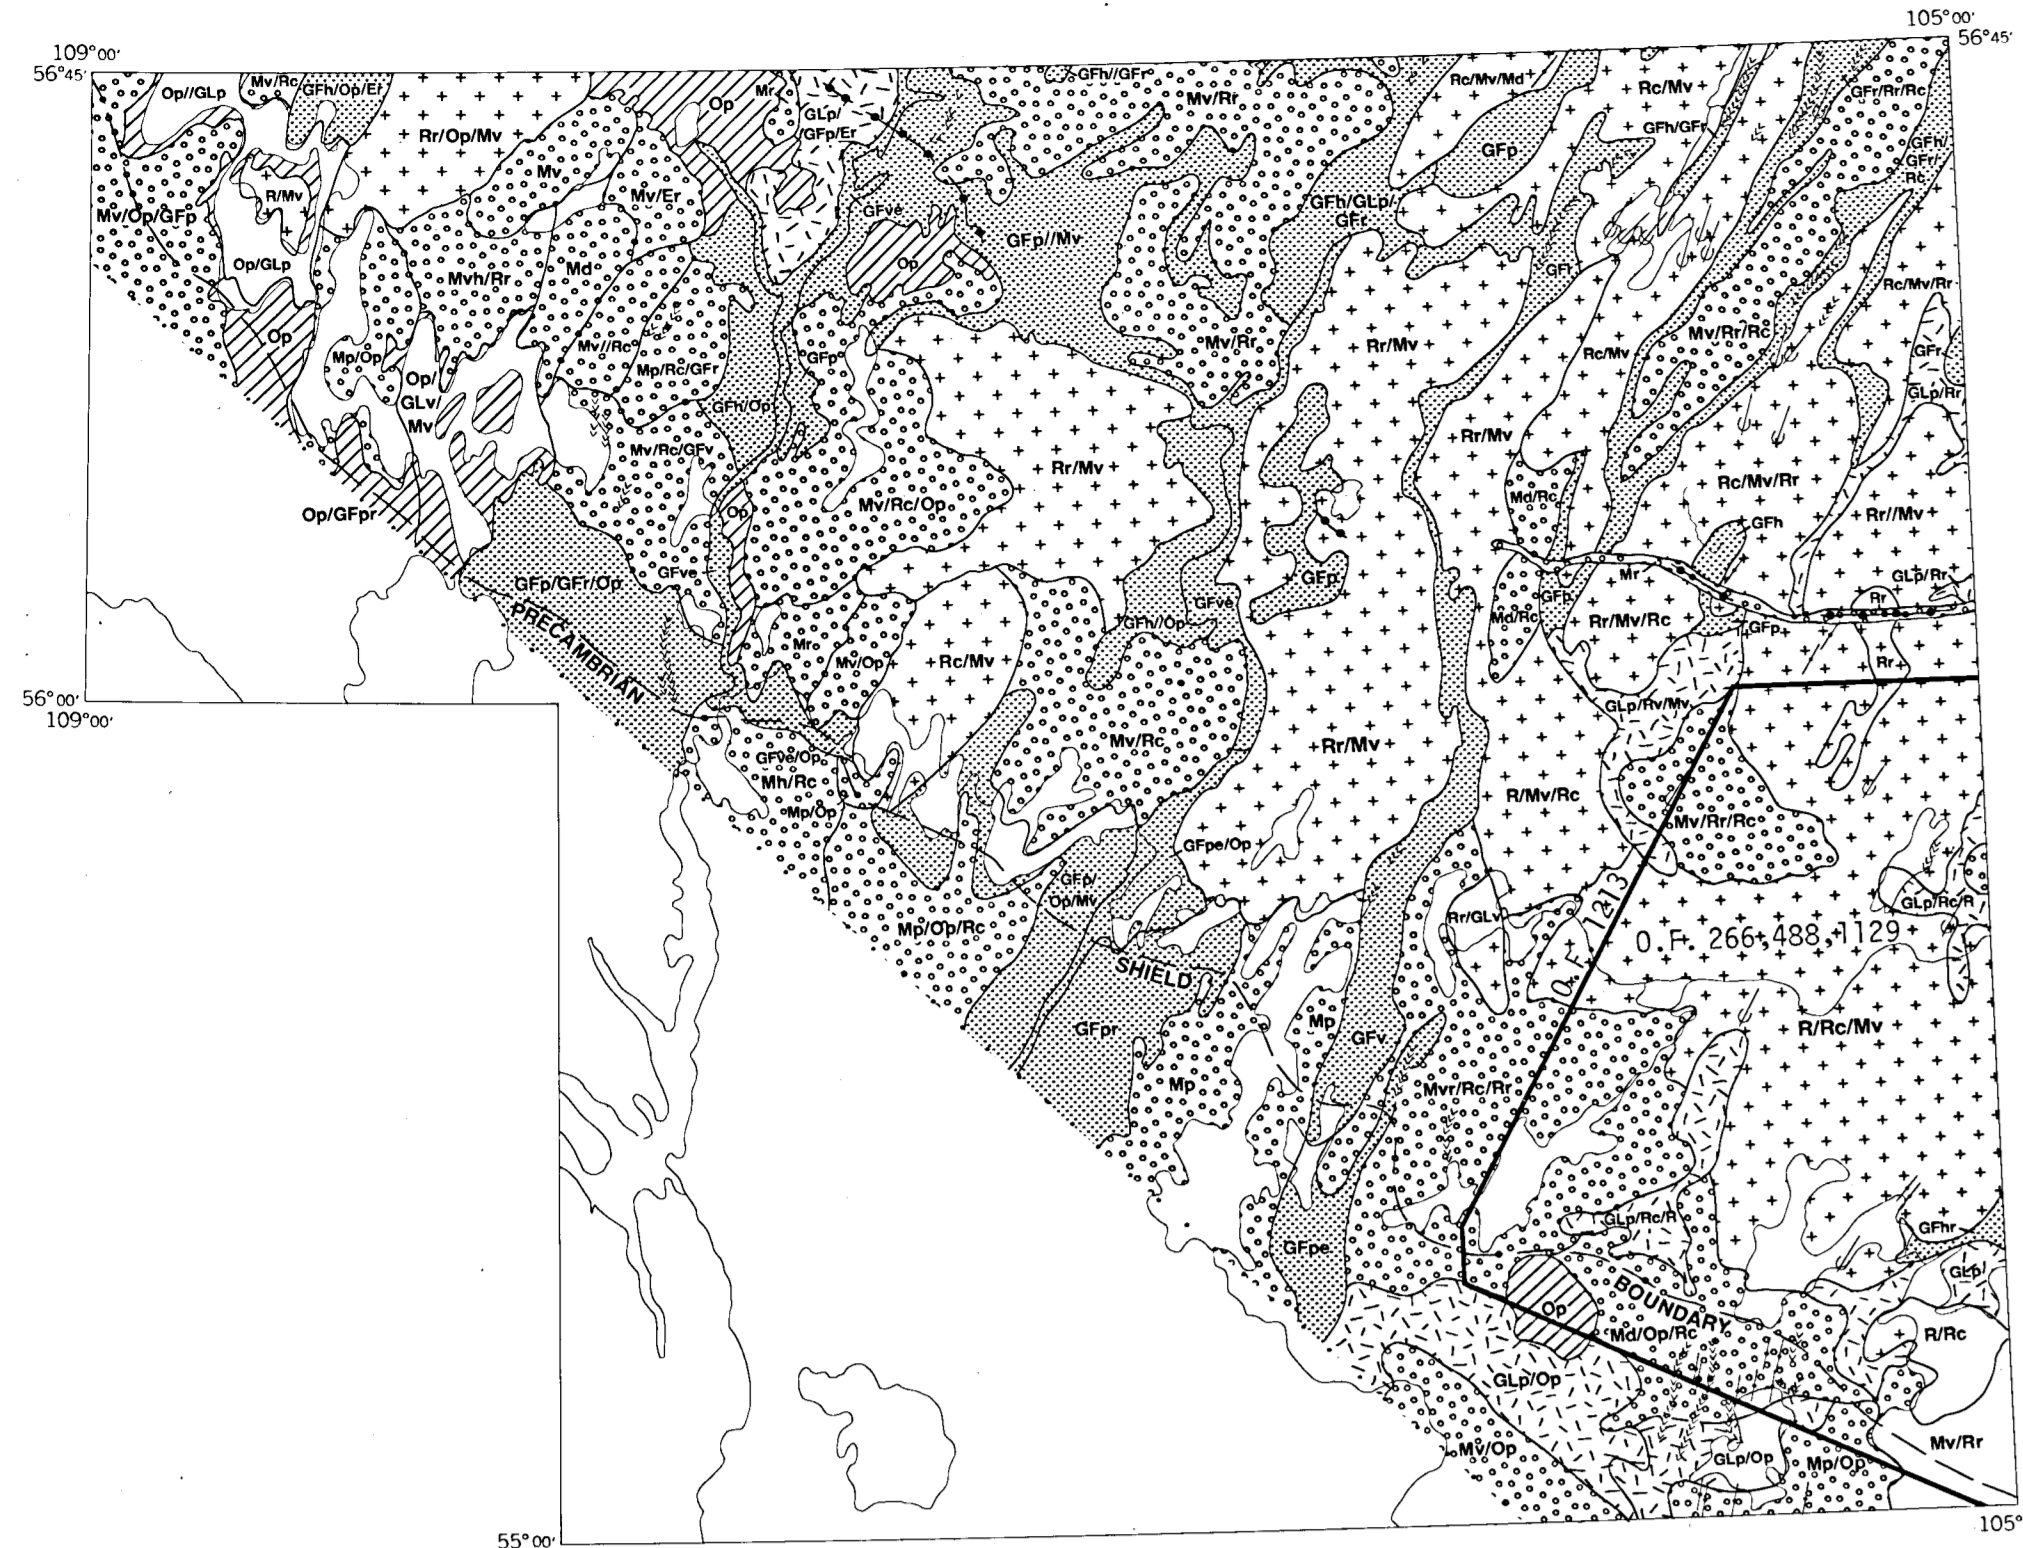 105°00'
109°00'
56°45'
56°45'
Op//GLp
Mv/Rc
GFh/Op/Er
Rr/Op/Mv
Op
Mr
GLp/
/GFp/Er
GFh//GFr
Mv/Rr
Rc/Mv/Md
Rc/Mv
GFr/Rr/Rc
GFh/GFr
GFp
GFh/
GFr/
Rc
Mv
Mv/Er
R/Mv
Mv/Op/GFp
GFve
GFh/GLp/
GFr
GFp//Mv
Op/GLp
Op
Mvh/Rr
Md
GFr
Rc/Mv/Rr
Op
Mp/Op
Mv//Rc
GFp
Mv/Rr
Rr/Mv
Rc/Mv
Mv/Rr/Rc
GFr
Mp/Rc/GFr
Op/
GLv/
Mv
GFh/Op
GLp/Rr
Rr/Mv
Mv/Rc/GFv
Rr/Mv
Rc/Mv/Rr
Op/GFpr
Op
Mv/Rc/Op
Md/Rc
GFh
Rr//Mv
GFp/GFr/Op
GFve
GFp
Mr
GLp/Rr
PRECAMBRIAN
GFve
GFp
Rr
GFh//Op
Md/Rc
Rr/Mv/Rc
GFp
Mr
Mv/Op
Rc/Mv
Rr
56°00'
109°00'
GLp/Rv/Mv
Mv/Rc
Rr/Mv
GFve/Op
Mh/Rc
Mp/Op
R/Mv/Rc
Mv/Rr/Rc
GFpe/Op
GFp/
Op/Mv
Mp/Op/Rc
Rr/GLv
O.F. 1213
GLp/Rc/R
O.F. 266,488,1129
SHIELD
GFpr
Mp
GFv
R/Rc/Mv
Mp
Mvr/Rc/Rr
GLp/Rc/R
GFhr
GFpe
GLp/
BOUNDARY
Op
Md/Op/Rc
R/Rc
GLp/Op
Mv/Op
GLp/Op
Mp/Op
Mv/Rr
55°00'
105°